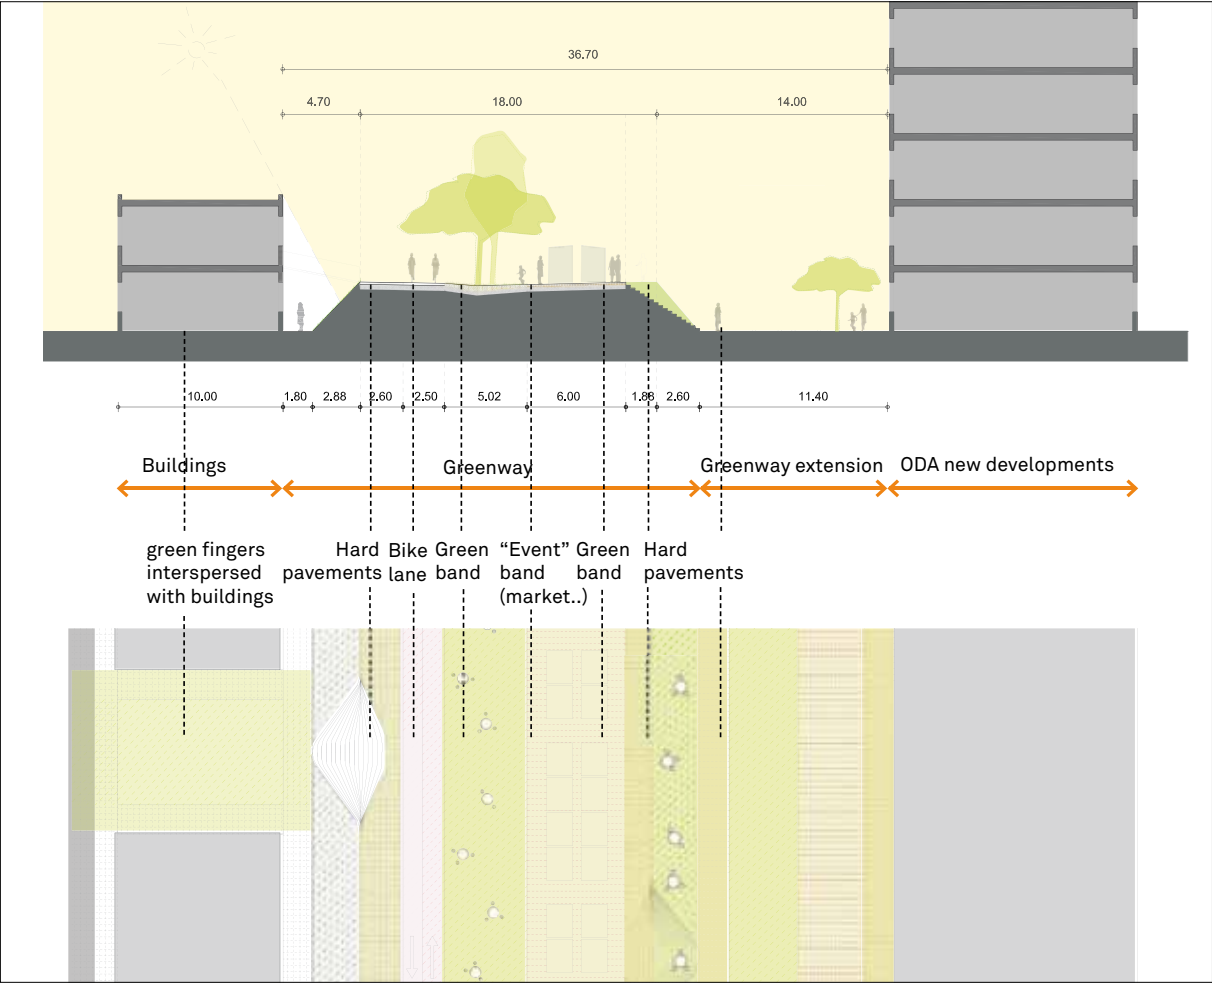 36.70
4.70 18.00 14.00
10.00 1.80 2.88 2.60 2.50 5.02 6.00 1.88 2.60 11.40
Buildings Greenway Greenway extension ODA new developments
green fingers
interspersed
with buildings
Hard
pavements
Bike
lane
Green
band
“Event”
band
(market..)
Green
band
Hard
pavements